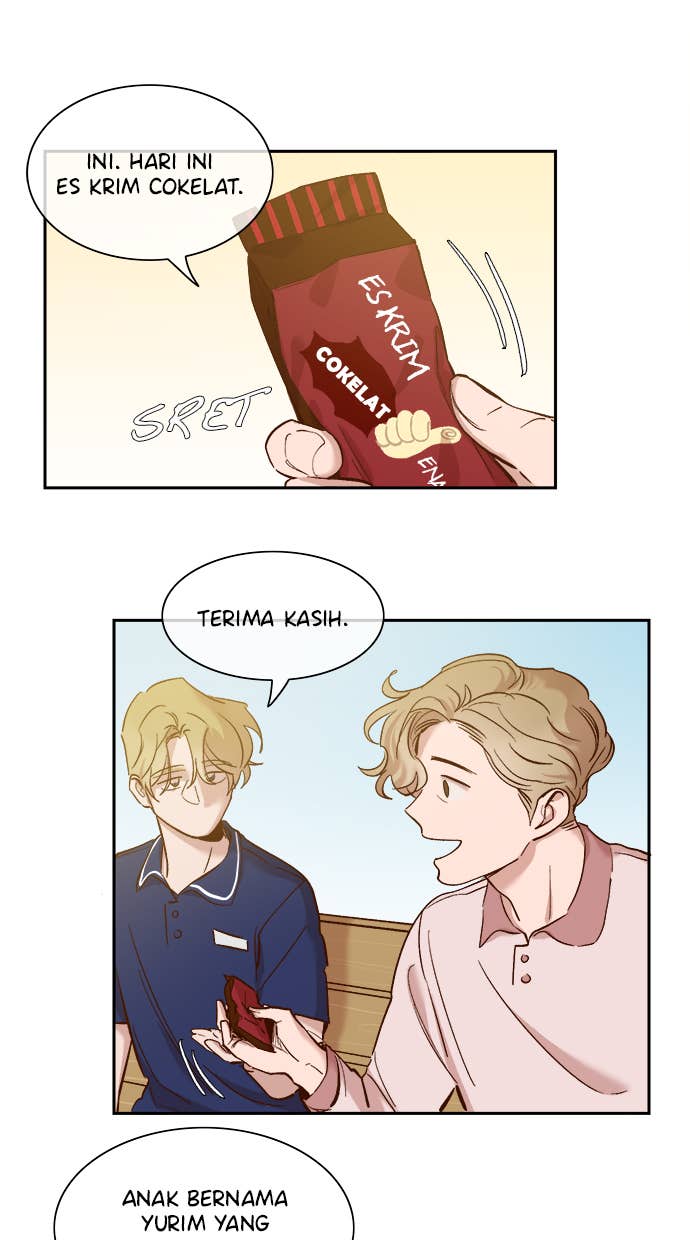 INI. HARI INI
ES KRIM COKELAT.
ES KRIM
COKELAT
SRET
TERIMA KASIH.
ANAK BERNAMA
YURIM YANG